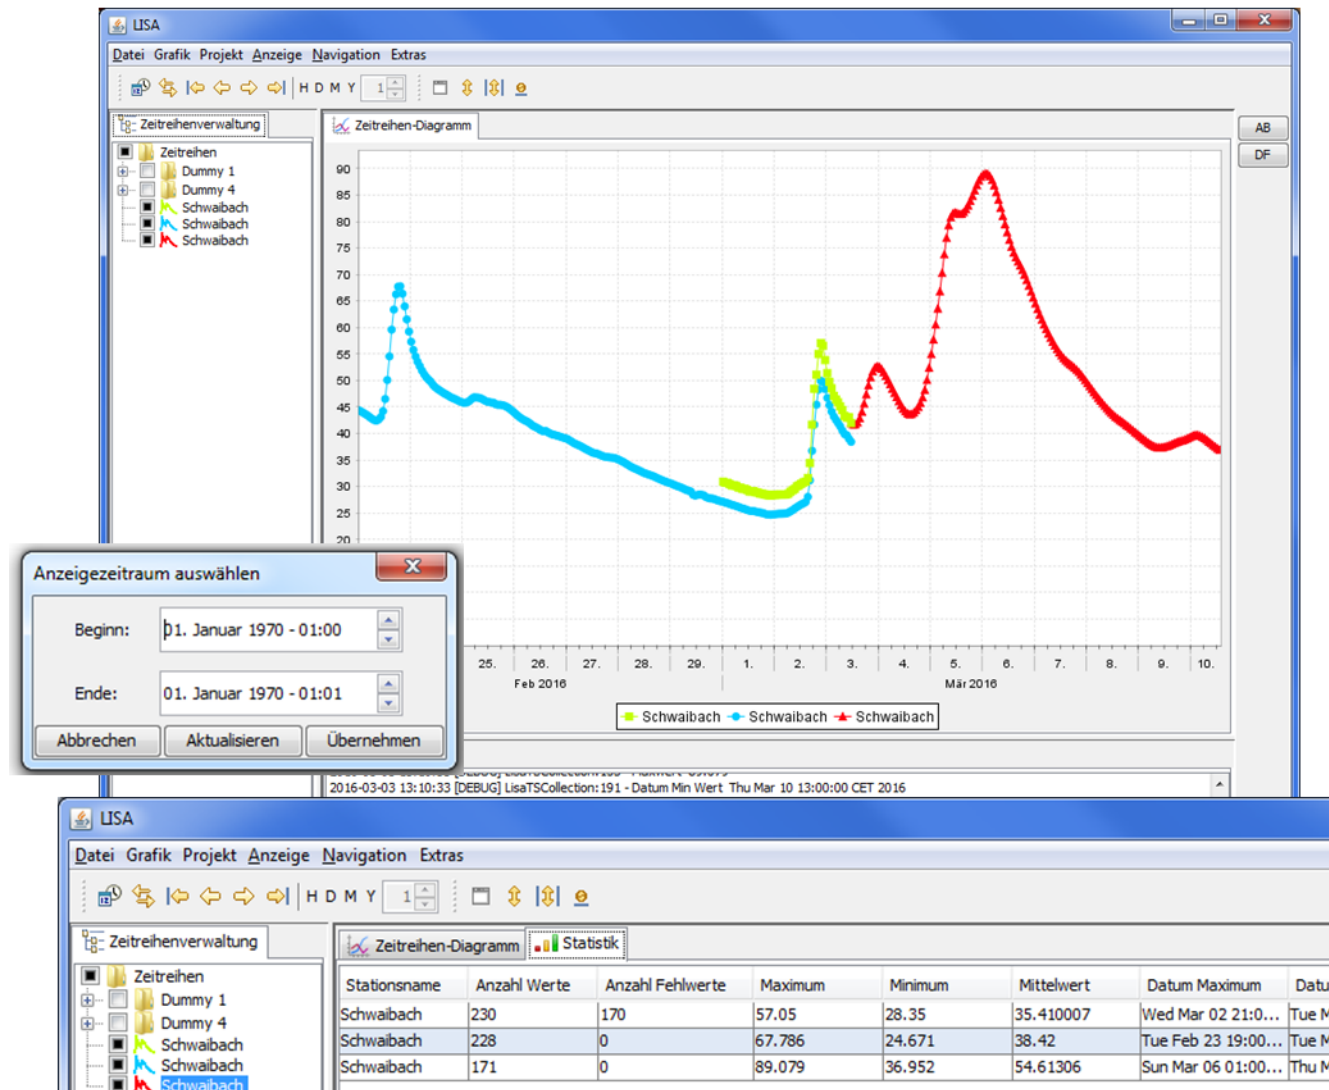 LISA
Datei Grafik Projekt Anzeige Navigation Extras
H D M Y 1
Zeitreihenverwaltung
Zeitreihen-Diagramm
AB
DF
Zeitreihen
Dummy 1
Dummy 4
Schwaibach
Schwaibach
Schwaibach
90
85
80
75
70
65
60
55
50
45
40
35
30
25
20
25. 26. 27. 28. 29. 1. 2. 3. 4. 5. 6. 7. 8. 9. 10.
Feb 2016 Mär 2016
Schwaibach Schwaibach Schwaibach
Anzeigezeitraum auswählen
Beginn: 01. Januar 1970 - 01:00
Ende: 01. Januar 1970 - 01:01
Abbrechen Aktualisieren Übernehmen
2016-03-03 13:10:33 [DEBUG] LisaTSCollection:191 - Datum Min Wert Thu Mar 10 13:00:00 CET 2016
LISA
Datei Grafik Projekt Anzeige Navigation Extras
H D M Y 1
Zeitreihenverwaltung
Zeitreihen-Diagramm Statistik
Zeitreihen
Dummy 1
Dummy 4
Schwaibach
Schwaibach
Schwaibach
Stationsname Anzahl Werte Anzahl Fehlwerte Maximum Minimum Mittelwert Datum Maximum Datu
Schwaibach 230 170 57.05 28.35 35.410007 Wed Mar 02 21:0... Tue M
Schwaibach 228 0 67.786 24.671 38.42 Tue Feb 23 19:00... Tue M
Schwaibach 171 0 89.079 36.952 54.61306 Sun Mar 06 01:00... Thu M